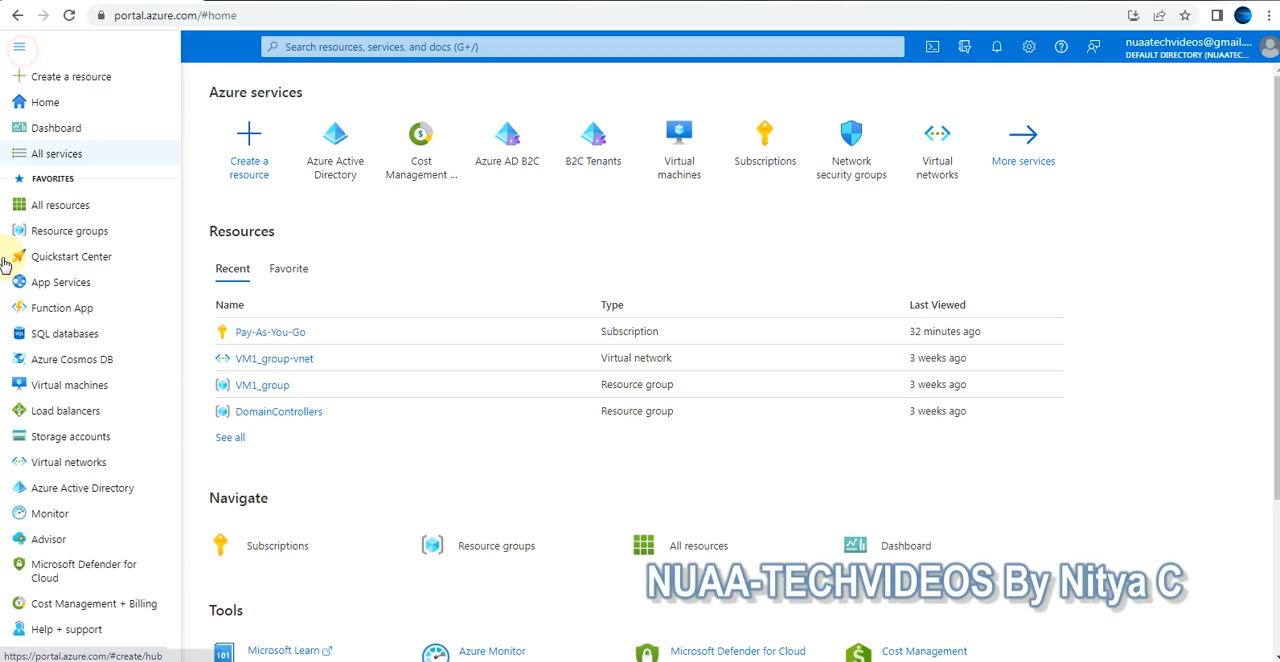 portal.azure.com/#home
Search resources, services, and docs (G+/)
nuaatechvideos@gmail....
DEFAULT DIRECTORY (NUAATEC...
Create a resource
Home
Dashboard
All services
FAVORITES
All resources
Resource groups
Quickstart Center
App Services
Function App
SQL databases
Azure Cosmos DB
Virtual machines
Load balancers
Storage accounts
Virtual networks
Azure Active Directory
Monitor
Advisor
Microsoft Defender for
Cloud
Cost Management + Billing
Help + support
https://portal.azure.com/#create/hub
Azure services
Create a
resource
Azure Active
Directory
Cost
Management ...
Azure AD B2C
B2C Tenants
Virtual
machines
Subscriptions
Network
security groups
Virtual
networks
More services
Resources
Recent Favorite
Name Type Last Viewed
Pay-As-You-Go Subscription 32 minutes ago
VM1_group-vnet Virtual network 3 weeks ago
VM1_group Resource group 3 weeks ago
DomainControllers Resource group 3 weeks ago
See all
Navigate
Subscriptions Resource groups All resources Dashboard
NUAA-TECHVIDEOS By Nitya C
Tools
Microsoft Learn Azure Monitor Microsoft Defender for Cloud Cost Management